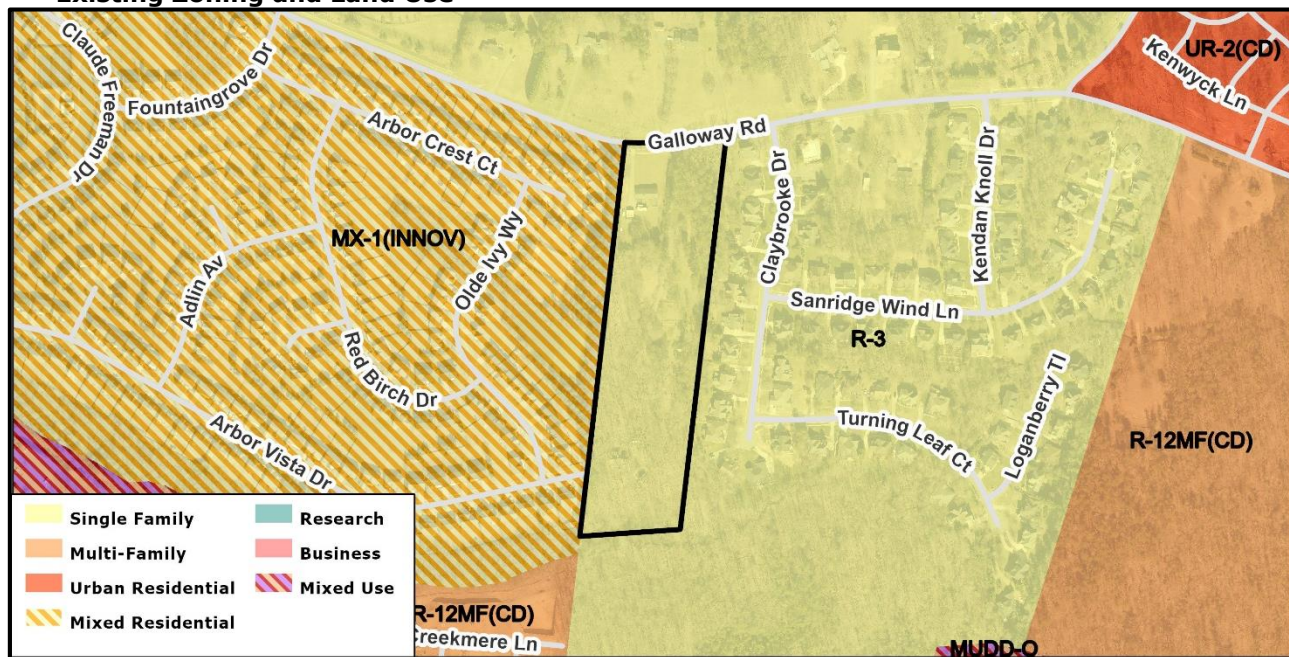 Existing Zoning and Land Use
Claude Freeman Dr
Fountaingrove Dr
Arbor Crest Ct
Galloway Rd
UR-2(CD)
Kenwyck Ln
MX-1(INNOV)
Adlin Av
Olde Ivy Wy
Red Birch Dr
Arbor Vista Dr
Claybrooke Dr
Kendan Knoll Dr
Sanridge Wind Ln
R-3
Turning Leaf Ct
Loganberry Tl
R-12MF(CD)
Single Family
Multi-Family
Urban Residential
Mixed Residential
Research
Business
Mixed Use
R-12MF(CD)
Creekmere Ln
MUDD-O